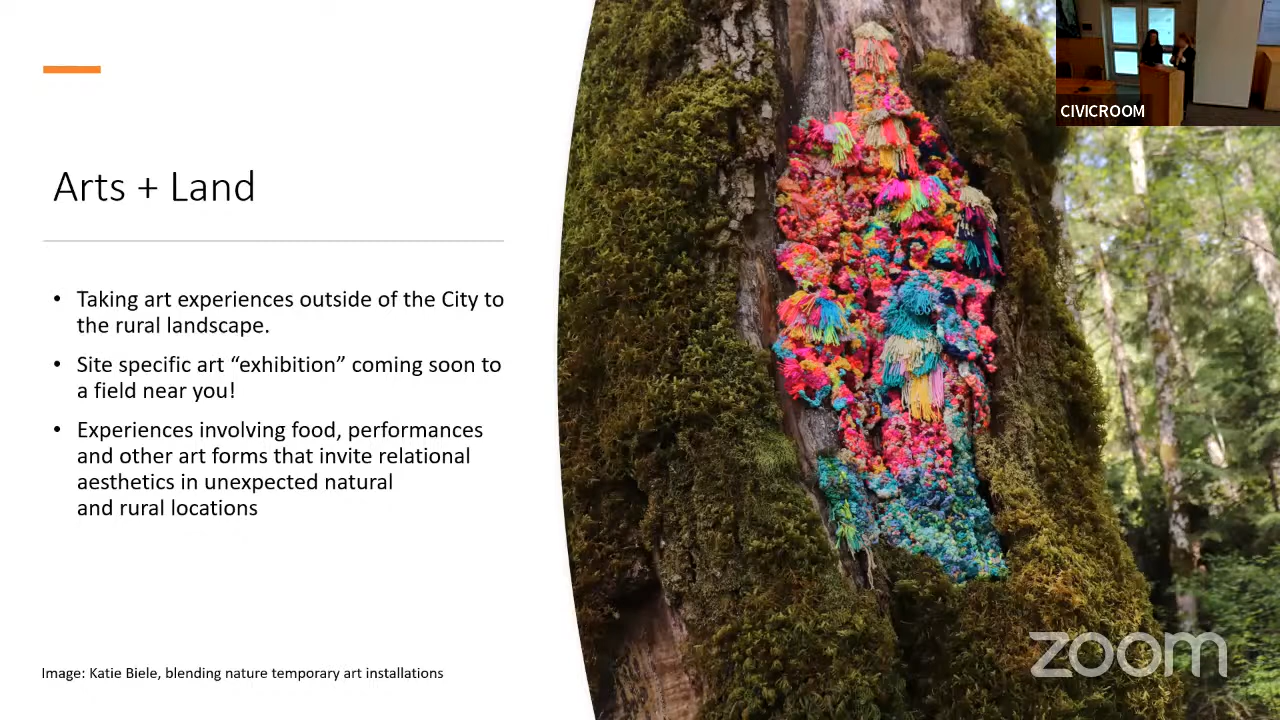 CIVICROOM
Arts + Land
• Taking art experiences outside of the City to
the rural landscape.
• Site specific art “exhibition” coming soon to
a field near you!
• Experiences involving food, performances
and other art forms that invite relational
aesthetics in unexpected natural
and rural locations
Image: Katie Biele, blending nature temporary art installations
zoom